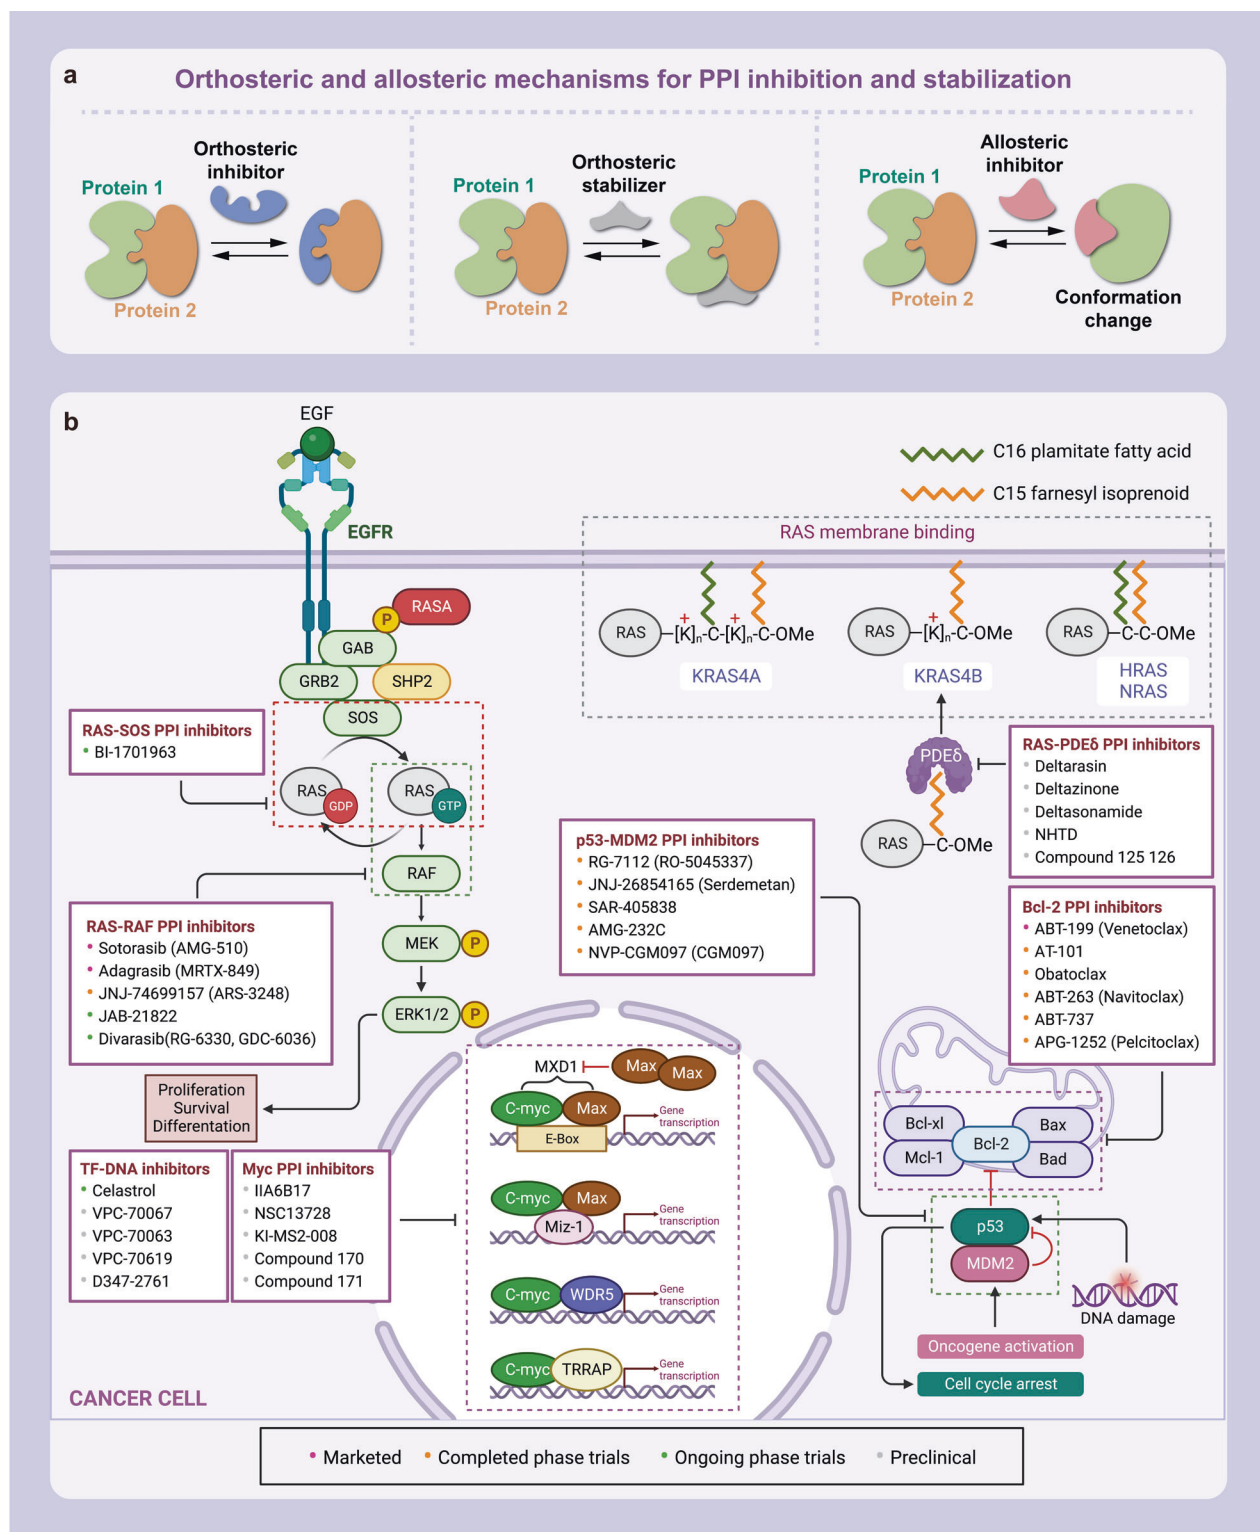 a
Orthosteric and allosteric mechanisms for PPI inhibition and stabilization
Orthosteric
inhibitor
Protein 1
Protein 2
Orthosteric
stabilizer
Protein 1
Protein 2
Allosteric
inhibitor
Protein 1
Protein 2
Conformation
change
b
EGF
EGFR
C16 plamitate fatty acid
C15 farnesyl isoprenoid
RAS membrane binding
RAS
+ +
[K]n-C-[K]n-C-OMe
KRAS4A
RAS
+
[K]n-C-OMe
KRAS4B
RAS
C-C-OMe
HRAS
NRAS
P
RASA
GAB
GRB2
SHP2
SOS
RAS-SOS PPI inhibitors
• BI-1701963
RAS
GDP
RAS
GTP
RAF
MEK
P
ERK1/2
P
PDEδ
RAS
C-OMe
RAS-PDEδ PPI inhibitors
• Deltarasin
• Deltazinone
• Deltasonamide
• NHTD
• Compound 125 126
p53-MDM2 PPI inhibitors
• RG-7112 (RO-5045337)
• JNJ-26854165 (Serdemetan)
• SAR-405838
• AMG-232C
• NVP-CGM097 (CGM097)
RAS-RAF PPI inhibitors
• Sotorasib (AMG-510)
• Adagrasib (MRTX-849)
• JNJ-74699157 (ARS-3248)
• JAB-21822
• Divarasib(RG-6330, GDC-6036)
Bcl-2 PPI inhibitors
• ABT-199 (Venetoclax)
• AT-101
• Obatoclax
• ABT-263 (Navitoclax)
• ABT-737
• APG-1252 (Pelcitoclax)
Proliferation
Survival
Differentation
MXD1
Max
Max
C-myc
Max
E-Box
Gene
transcription
C-myc
Max
Miz-1
Gene
transcription
C-myc
WDR5
Gene
transcription
C-myc
TRRAP
Gene
transcription
TF-DNA inhibitors
• Celastrol
• VPC-70067
• VPC-70063
• VPC-70619
• D347-2761
Myc PPI inhibitors
• IIA6B17
• NSC13728
• KI-MS2-008
• Compound 170
• Compound 171
Bcl-xl
Bax
Bcl-2
Mcl-1
Bad
p53
MDM2
DNA damage
Oncogene activation
Cell cycle arrest
CANCER CELL
• Marketed • Completed phase trials • Ongoing phase trials • Preclinical